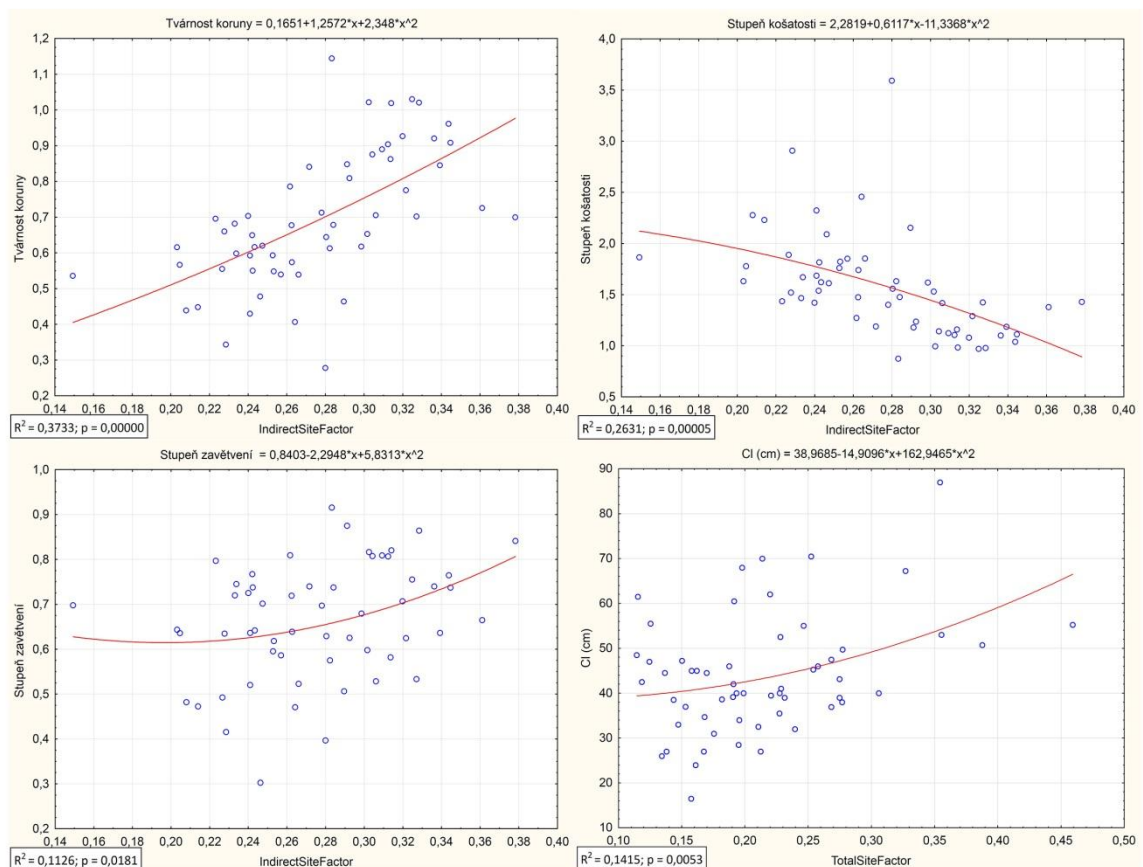 Tvárnost koruny = 0,1651+1,2572*x+2,348*x^2
Tvárnost koruny
1,2
1,1
1,0
0,9
0,8
0,7
0,6
0,5
0,4
0,3
0,2
0,14 0,16 0,18 0,20 0,22 0,24 0,26 0,28 0,30 0,32 0,34 0,36 0,38 0,40
IndirectSiteFactor
R² = 0,3733; p = 0,00000
Stupeň košatosti = 2,2819+0,6117*x-11,3368*x^2
Stupeň košatosti
4,0
3,5
3,0
2,5
2,0
1,5
1,0
0,5
0,14 0,16 0,18 0,20 0,22 0,24 0,26 0,28 0,30 0,32 0,34 0,36 0,38 0,40
IndirectSiteFactor
R² = 0,2631; p = 0,00005
Stupeň zavětvení = 0,8403-2,2948*x+5,8313*x^2
Stupeň zavětvení
1,0
0,9
0,8
0,7
0,6
0,5
0,4
0,3
0,2
0,14 0,16 0,18 0,20 0,22 0,24 0,26 0,28 0,30 0,32 0,34 0,36 0,38 0,40
IndirectSiteFactor
R² = 0,1126; p = 0,0181
Cl (cm) = 38,9685-14,9096*x+162,9465*x^2
Cl (cm)
90
80
70
60
50
40
30
20
10
0,10 0,15 0,20 0,25 0,30 0,35 0,40 0,45 0,50
TotalSiteFactor
R² = 0,1415; p = 0,0053